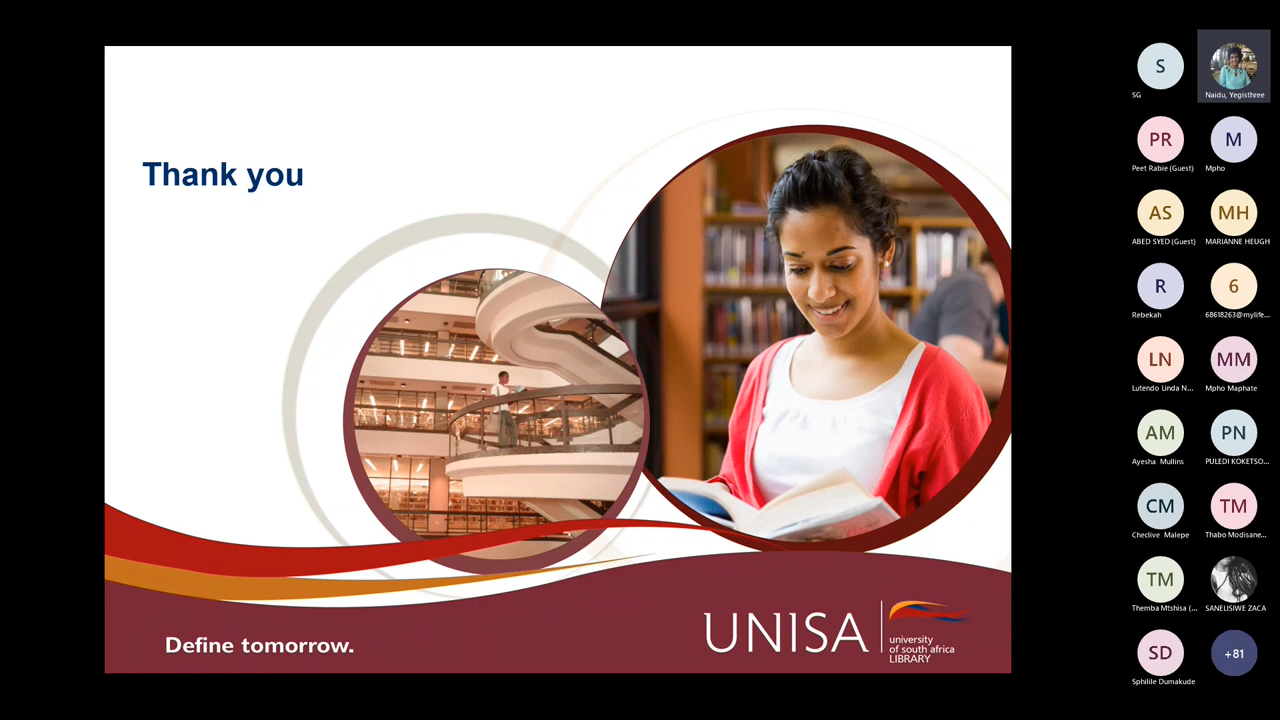 Thank you
Define tomorrow.
UNISA
university
of south africa
LIBRARY
S
SG
Naidu, Yegisthree
PR
Peet Rabie (Guest)
M
Mpho
AS
ABED SYED (Guest)
MH
MARIANNE HEUGH
R
Rebekah
6
68618263@mylife...
LN
Lutendo Linda N...
MM
Mpho Maphate
AM
Ayesha Mullins
PN
PULEDI KOKETSO...
CM
Checlive Malepe
TM
Thabo Modisane...
TM
Themba Mtshisa (...
SANELISIWE ZACA
SD
Sphilile Dumakude
+81